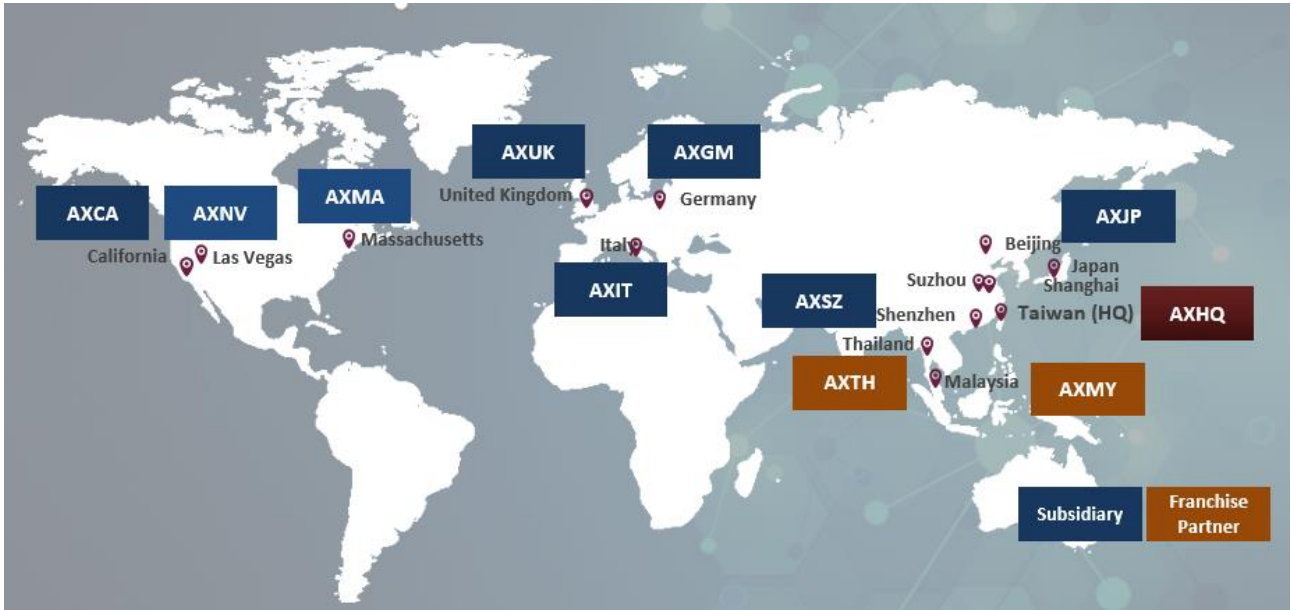 AXUK
AXGM
United Kingdom
Germany
AXCA
AXNV
AXMA
AXJP
California
Las Vegas
Massachusetts
Italy
Beijing
Japan
Suzhou
Shanghai
AXIT
AXSZ
Shenzhen
Taiwan (HQ)
AXHQ
Thailand
AXTH
Malaysia
AXMY
Subsidiary
Franchise
Partner